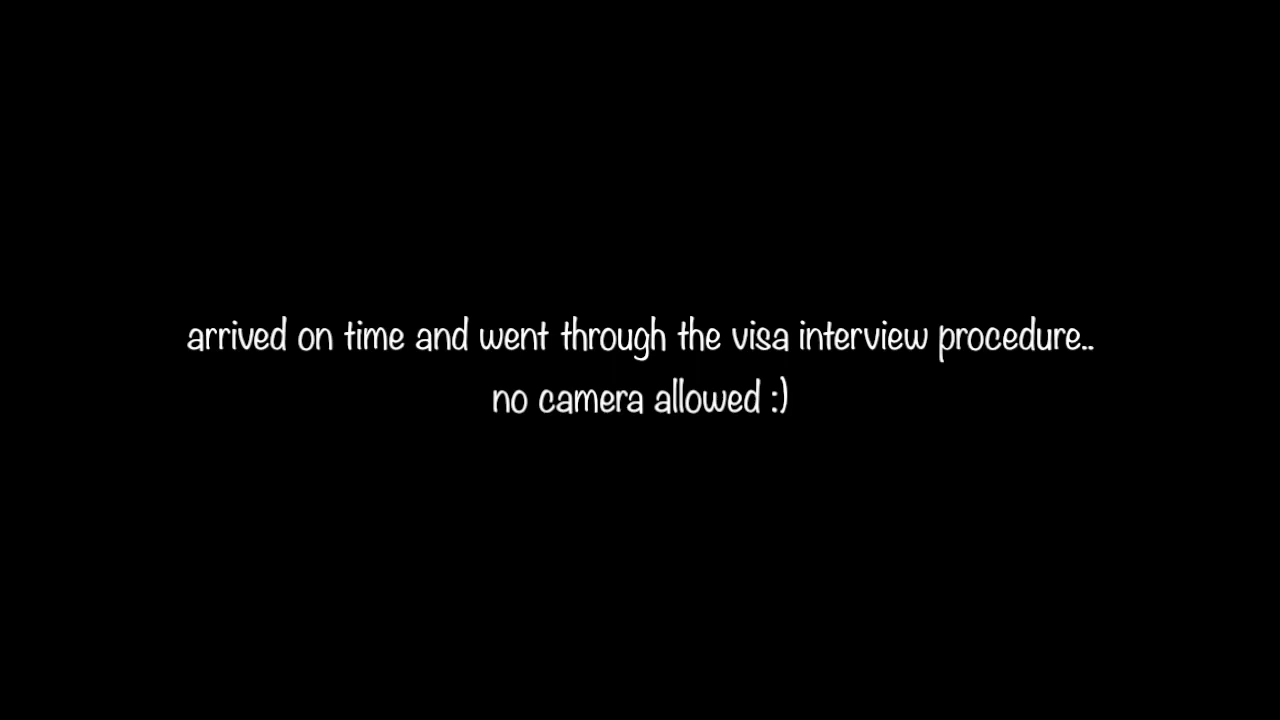 arrived on time and went through the visa interview procedure..
no camera allowed :)